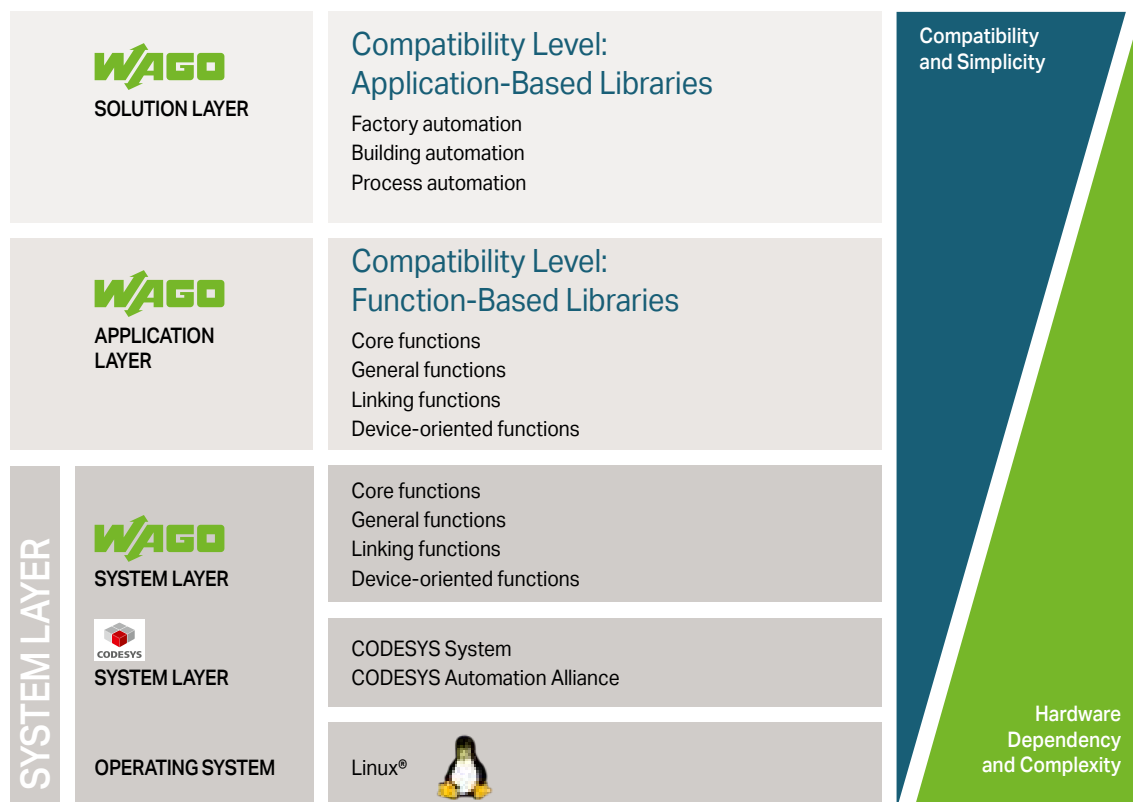 WAGO
SOLUTION LAYER
Compatibility Level:
Application-Based Libraries
Factory automation
Building automation
Process automation
WAGO
APPLICATION
LAYER
Compatibility Level:
Function-Based Libraries
Core functions
General functions
Linking functions
Device-oriented functions
SYSTEM LAYER
WAGO
SYSTEM LAYER
Core functions
General functions
Linking functions
Device-oriented functions
CODESYS
SYSTEM LAYER
CODESYS System
CODESYS Automation Alliance
OPERATING SYSTEM
Linux®
Compatibility
and Simplicity
Hardware
Dependency
and Complexity